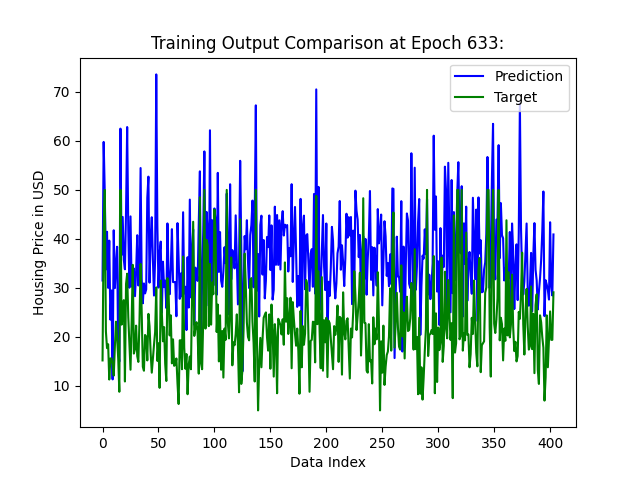 Training Output Comparison at Epoch 633:
Prediction
Target
Housing Price in USD
70
60
50
40
30
20
10
0 50 100 150 200 250 300 350 400
Data Index